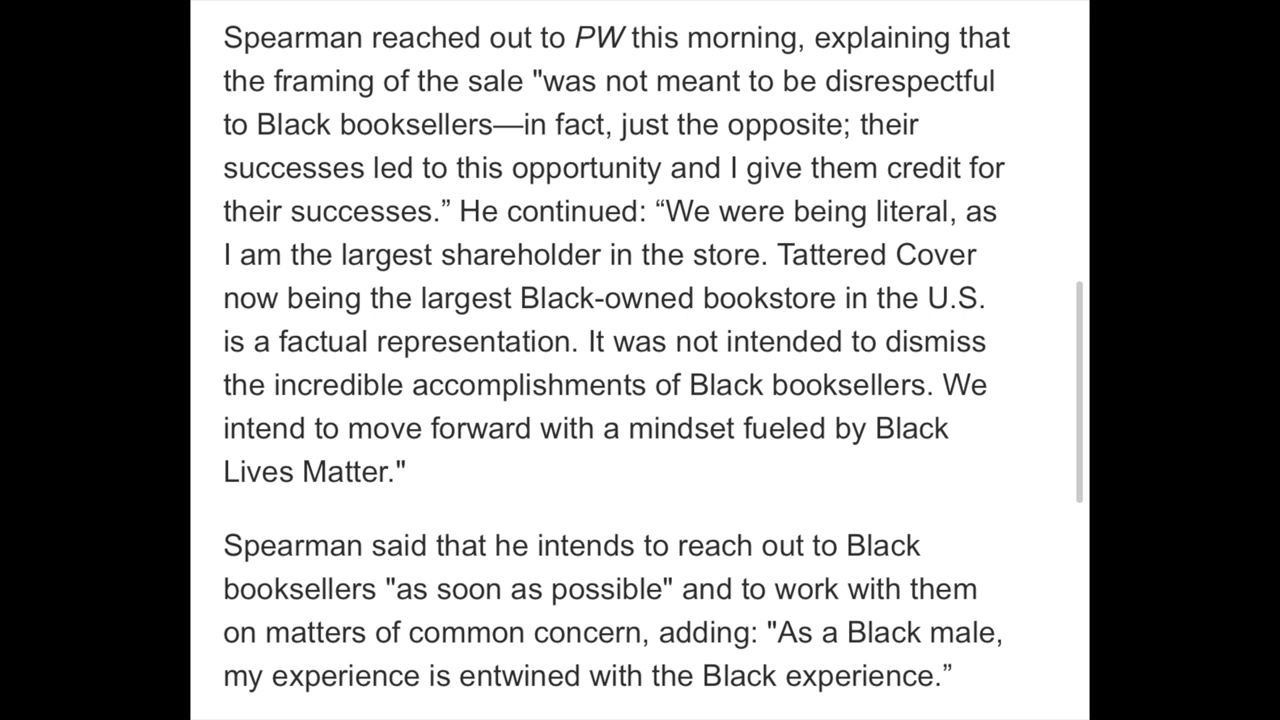 Spearman reached out to PW this morning, explaining that
the framing of the sale "was not meant to be disrespectful
to Black booksellers—in fact, just the opposite; their
successes led to this opportunity and I give them credit for
their successes.” He continued: “We were being literal, as
I am the largest shareholder in the store. Tattered Cover
now being the largest Black-owned bookstore in the U.S.
is a factual representation. It was not intended to dismiss
the incredible accomplishments of Black booksellers. We
intend to move forward with a mindset fueled by Black
Lives Matter."
Spearman said that he intends to reach out to Black
booksellers "as soon as possible" and to work with them
on matters of common concern, adding: "As a Black male,
my experience is entwined with the Black experience.”